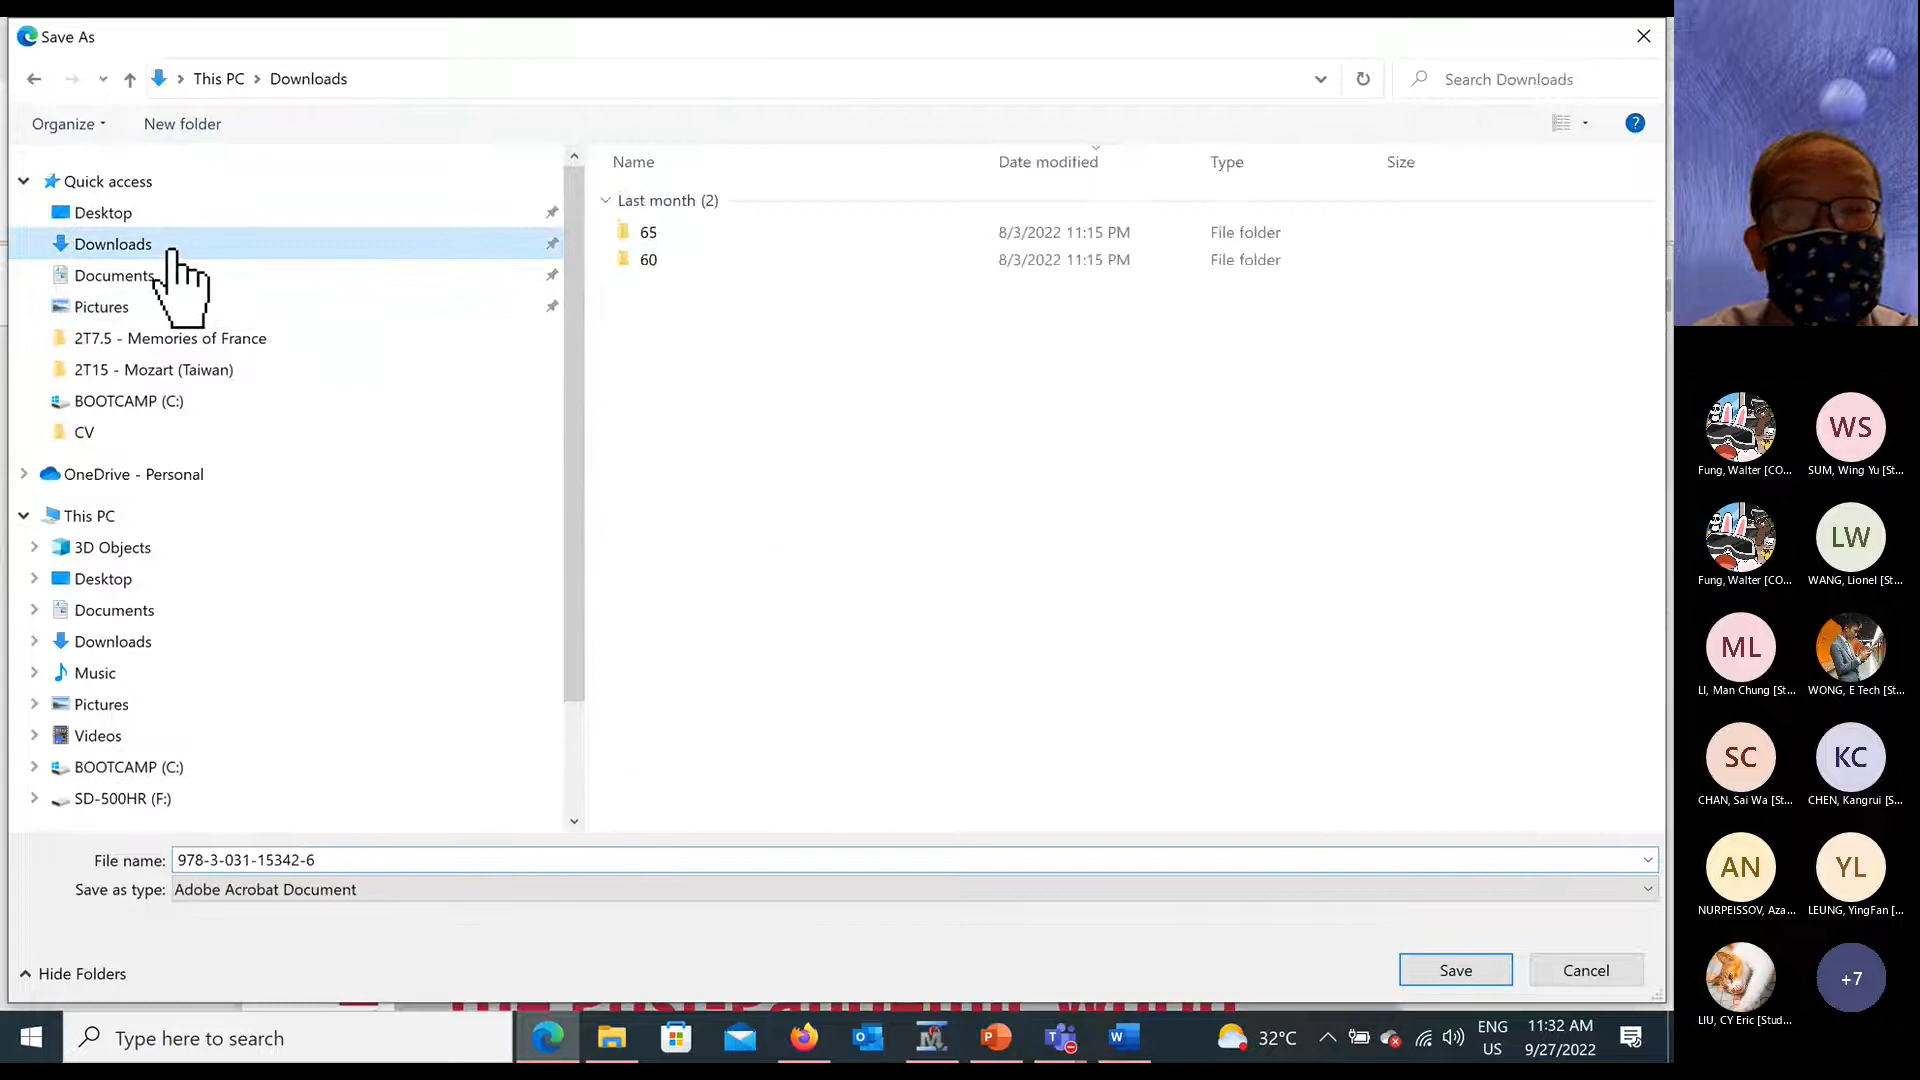 Save As
This PC
Downloads
Search Downloads
Organize
New folder
?
Name
Date modified
Type
Size
Quick access
Desktop
Downloads
Documents
Pictures
2T7.5 - Memories of France
2T15 - Mozart (Taiwan)
BOOTCAMP (C:)
CV
OneDrive - Personal
This PC
3D Objects
Desktop
Documents
Downloads
Music
Pictures
Videos
BOOTCAMP (C:)
SD-500HR (F:)
Last month (2)
65 8/3/2022 11:15 PM File folder
60 8/3/2022 11:15 PM File folder
File name: 978-3-031-15342-6
Save as type: Adobe Acrobat Document
Hide Folders
Save
Cancel
Type here to search
32°C
ENG
US
11:32 AM
9/27/2022
Fung, Walter [CO...
WS
SUM, Wing Yu [St...
Fung, Walter [CO...
LW
WANG, Lionel [St...
ML
LI, Man Chung [St...
WONG, E Tech [St...
SC
CHAN, Sai Wa [St...
KC
CHEN, Kangrui [S...
AN
NURPEISSOV, Aza...
YL
LEUNG, YingFan [...
LIU, CY Eric [Stud...
+7